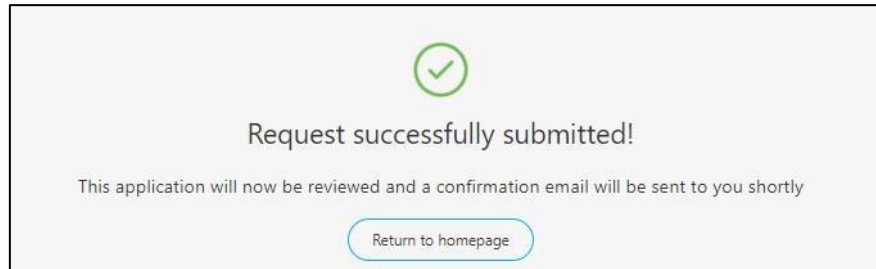 Request successfully submitted!
This application will now be reviewed and a confirmation email will be sent to you shortly
Return to homepage